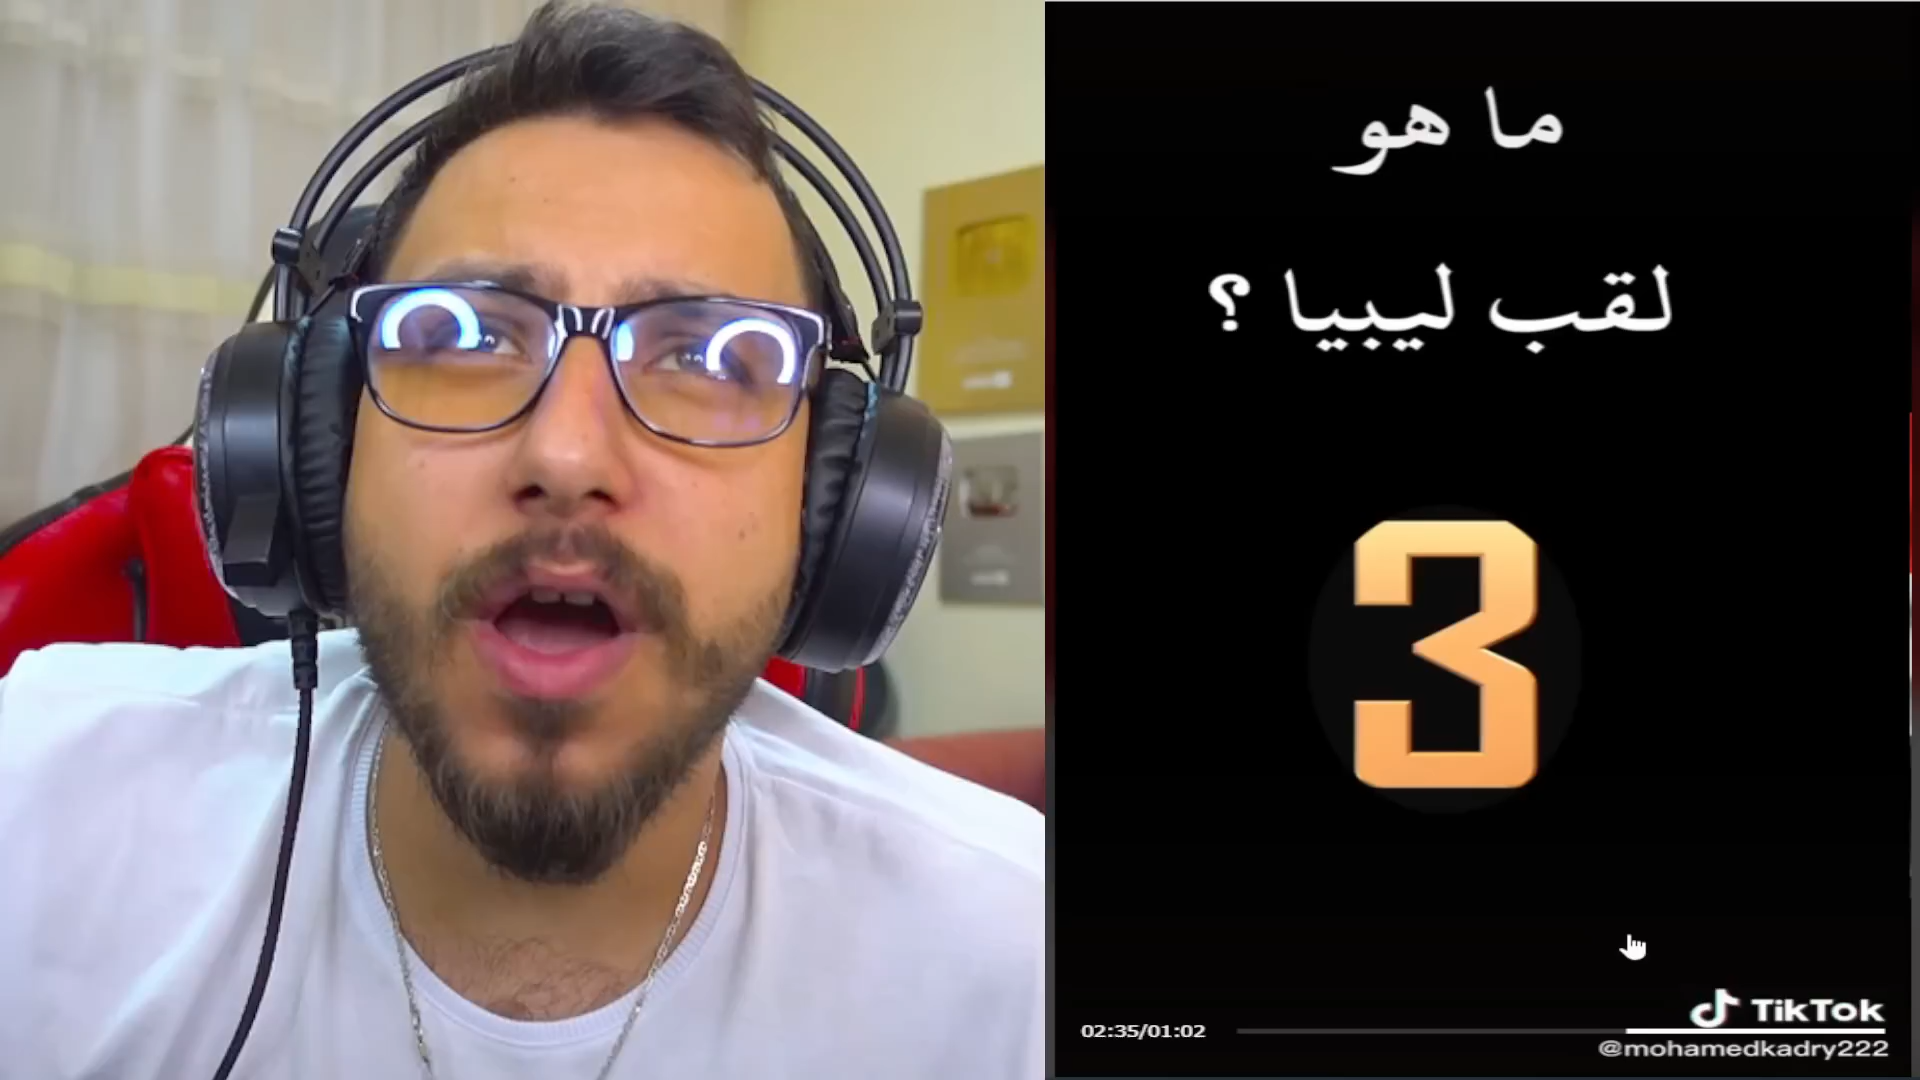 ما هو
لقب ليبيا ؟
3
TikTok
02:35/01:02
@mohamedkadry222